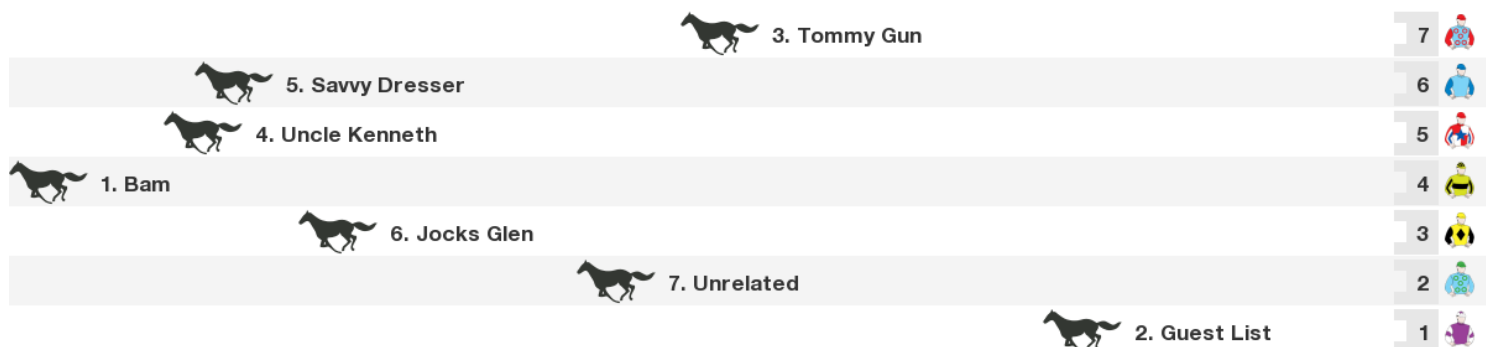 3. Tommy Gun 7
5. Savvy Dresser 6
4. Uncle Kenneth 5
1. Bam 4
6. Jocks Glen 3
7. Unrelated 2
2. Guest List 1